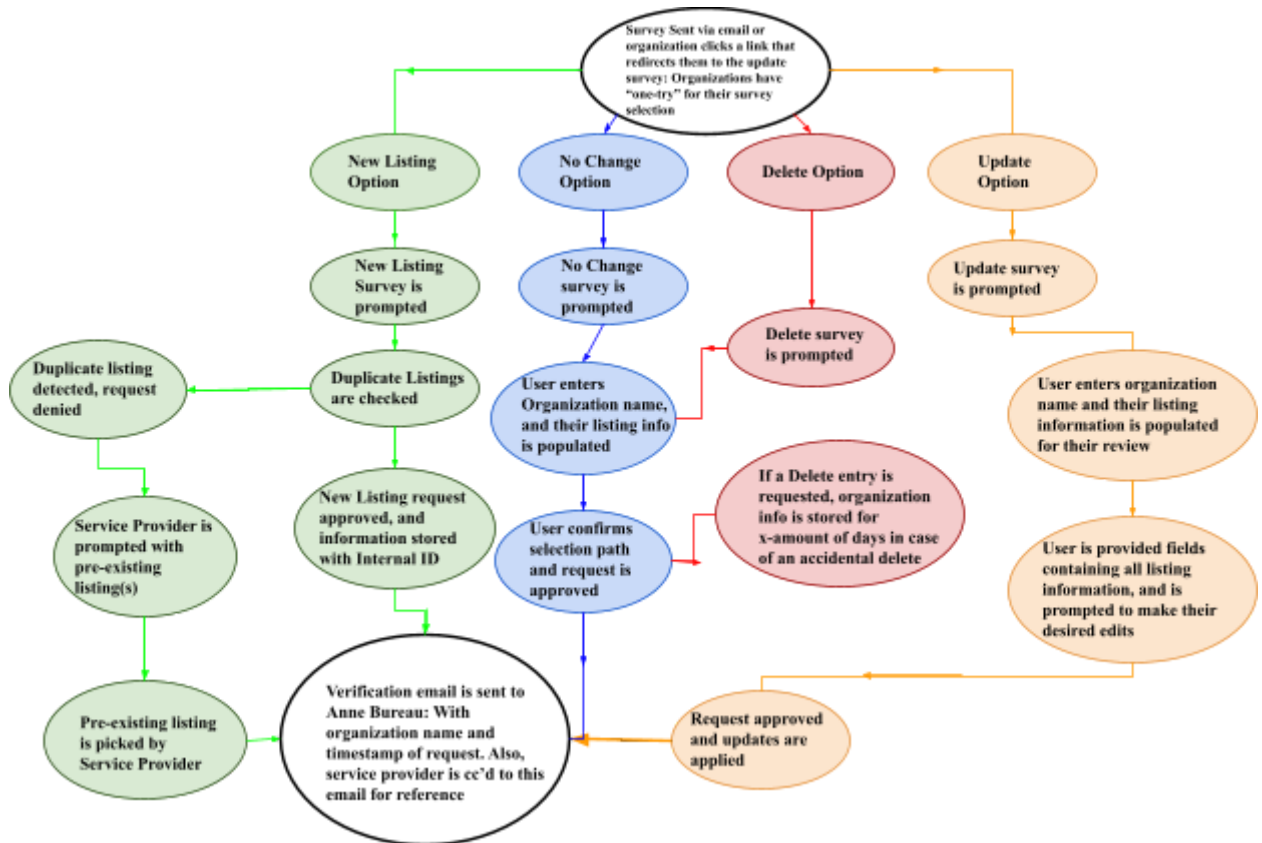 Survey Sent via email or
organization clicks a link that
redirects them to the update
survey: Organizations have
“one-try” for their survey
selection
New Listing
Option
No Change
Option
Delete Option
Update
Option
New Listing
Survey is
prompted
No Change
survey is
prompted
Update survey
is prompted
Delete survey
is prompted
Duplicate listing
detected, request
denied
Duplicate Listings
are checked
User enters
Organization name,
and their listing info
is populated
User enters organization
name and their listing
information is populated
for their review
New Listing request
approved, and
information stored
with Internal ID
If a Delete entry is
requested, organization
info is stored for
x-amount of days in case
of an accidental delete
Service Provider is
prompted with
pre-existing
listing(s)
User confirms
selection path
and request is
approved
User is provided fields
containing all listing
information, and is
prompted to make their
desired edits
Pre-existing listing
is picked by
Service Provider
Verification email is sent to
Anne Bureau: With
organization name and
timestamp of request. Also,
service provider is cc’d to this
email for reference
Request approved
and updates are
applied